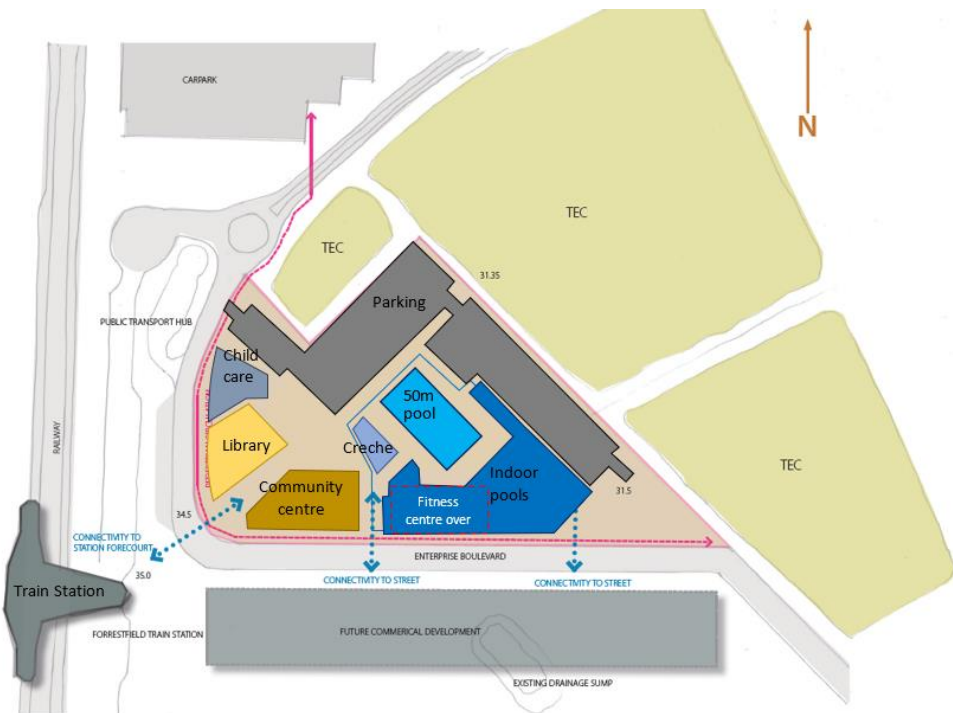 CARPARK
N
TEC
TEC
31.35
Parking
PUBLIC TRANSPORT HUB
Child
care
50m
pool
RAILWAY
Library
Creche
Indoor
pools
TEC
Community
centre
Fitness
centre over
31.5
34.5
CONNECTIVITY TO
STATION FORECOURT
ENTERPRISE BOULEVARD
35.0
CONNECTIVITY TO STREET
CONNECTIVITY TO STREET
Train Station
FORRESTFIELD TRAIN STATION
FUTURE COMMERICAL DEVELOPMENT
EXISTING DRAINAGE SUMP